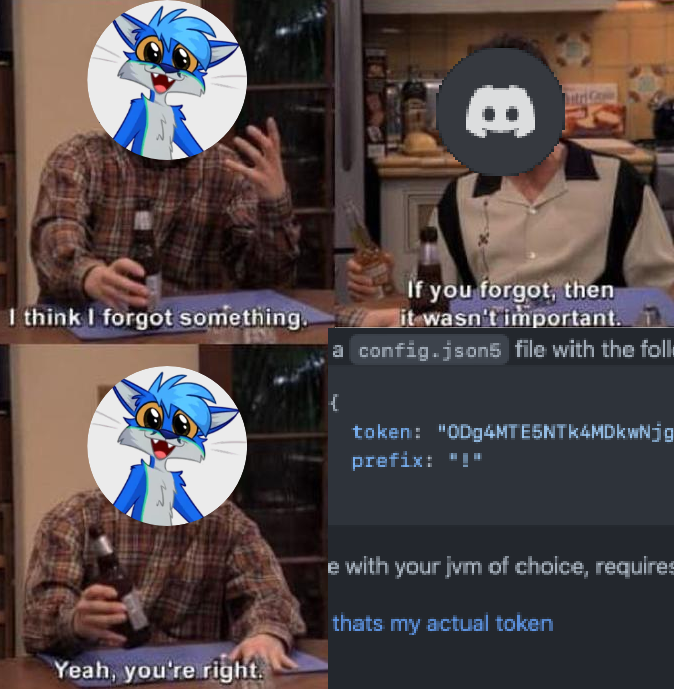 I think I forgot something.
If you forgot, then
it wasn't important.
a config.json5 file with the foll
{
token: "ODg4MTE5NTk4MDkwNjg
prefix: "!"
e with your jvm of choice, requires
Yeah, you're right.
thats my actual token